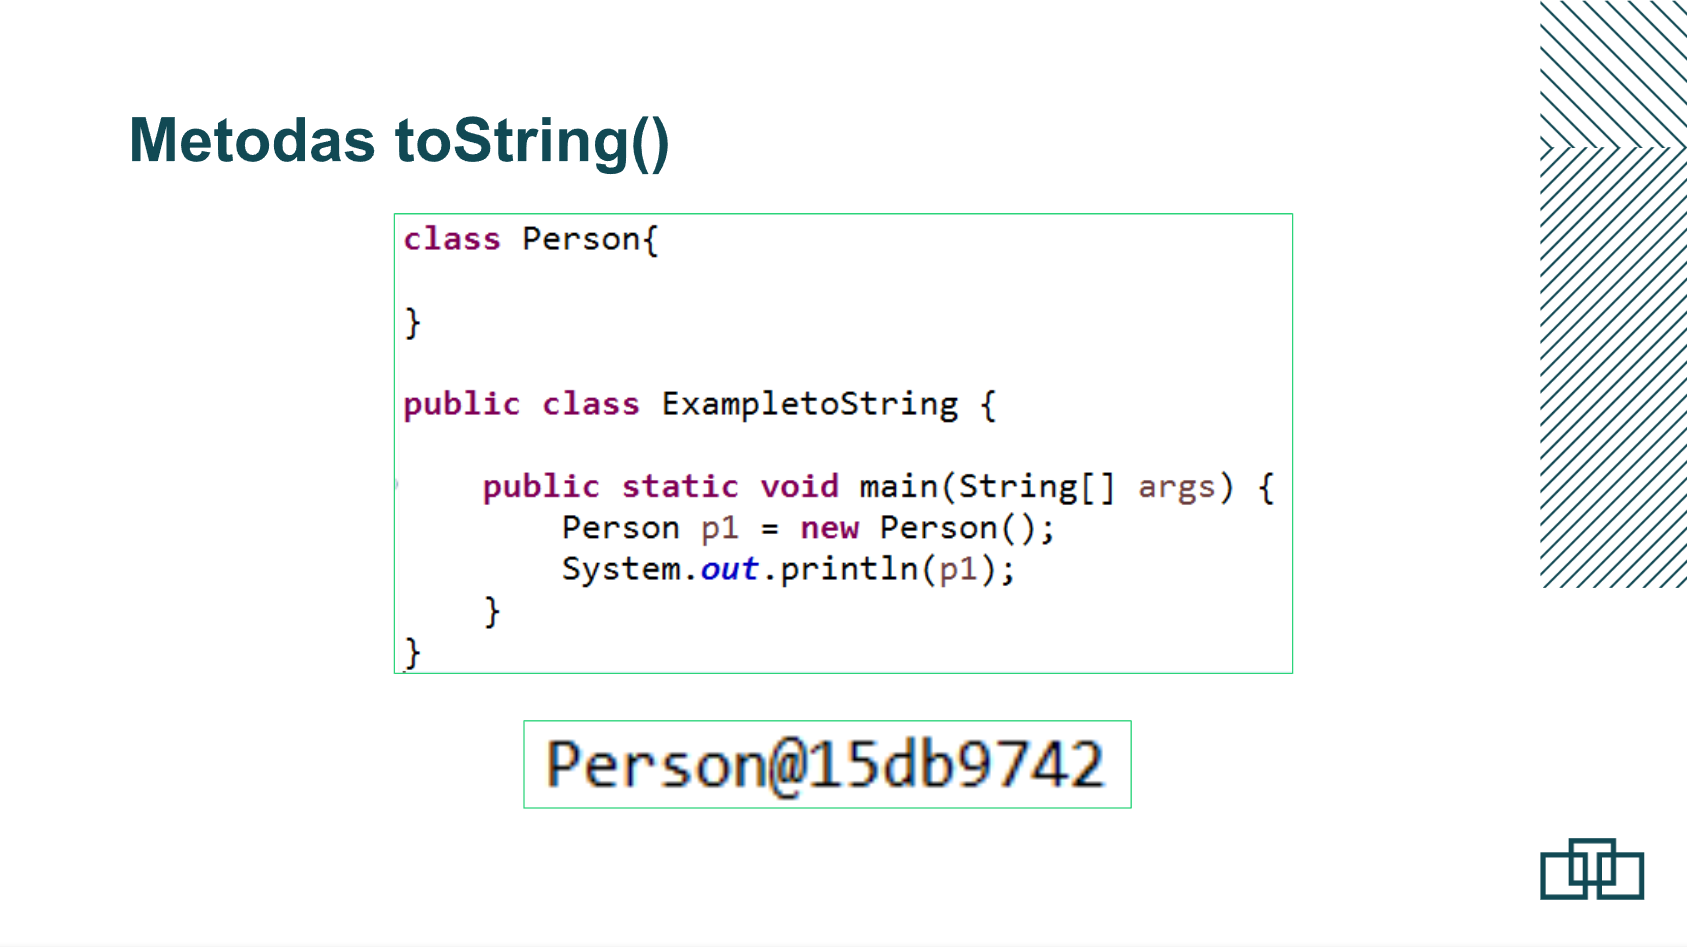 Metodas toString()
class Person{
}
public class ExampletoString {
public static void main(String[] args) {
Person p1 = new Person();
System.out.println(p1);
}
}
Person@15db9742